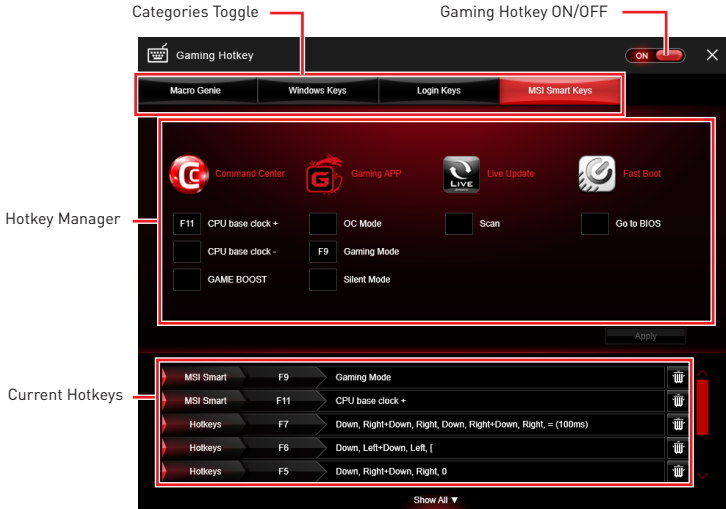 Categories Toggle
Gaming Hotkey ON/OFF
Gaming Hotkey
ON
Macro Genie
Windows Keys
Login Keys
MSI Smart Keys
Command Center
Gaming APP
Live Update
Fast Boot
LIVE
Hotkey Manager
F11 CPU base clock +
OC Mode
Scan
Go to BIOS
CPU base clock -
F9 Gaming Mode
GAME BOOST
Silent Mode
Apply
Current Hotkeys
MSI Smart F9 Gaming Mode
MSI Smart F11 CPU base clock +
Hotkeys F7 Down, Right+Down, Right, Down, Right+Down, Right, = (100ms)
Hotkeys F6 Down, Left+Down, Left, [
Hotkeys F5 Down, Right+Down, Right, 0
Show All ▼